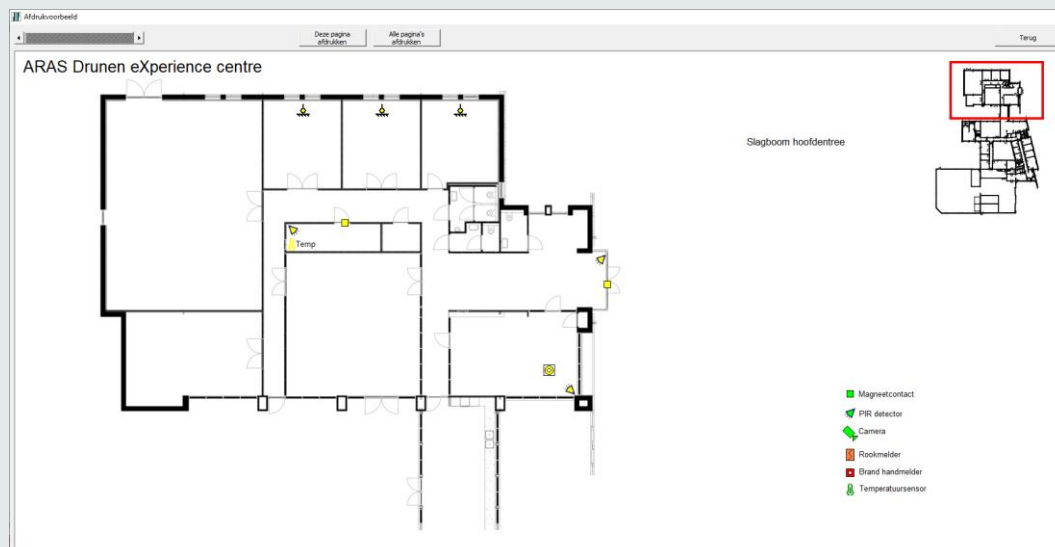 Afdrukvoorbeeld
Deze pagina
afdrukken
Alle pagina's
afdrukken
Terug
ARAS Drunen eXperience centre
Slagboom hoofdentree
Temp
Magneetcontact
PIR detector
Camera
Rookmelder
Brand handmelder
Temperatuursensor